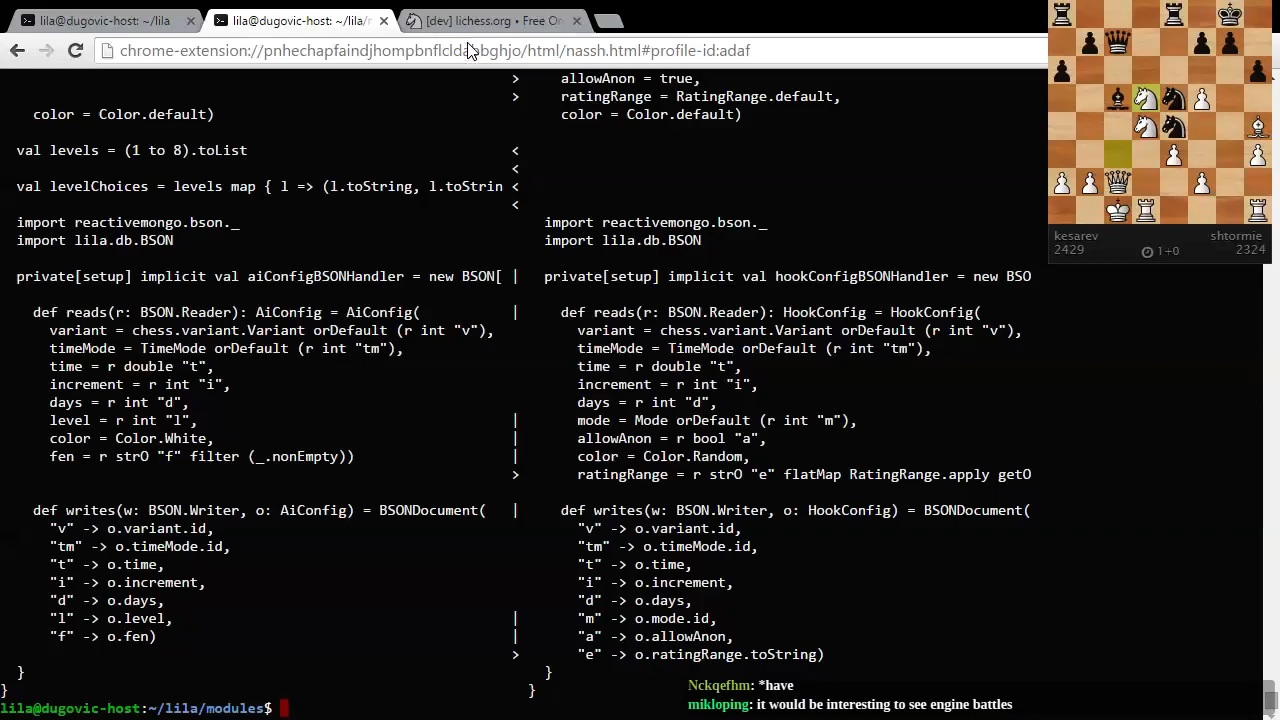 lila@dugovic-host: ~/lila
lila@dugovic-host: ~/lila/
[dev] lichess.org • Free On
chrome-extension://pnhechapfaindjhompbnflcldabghjo/html/nassh.html#profile-id:adaf
> allowAnon = true,
> ratingRange = RatingRange.default,
color = Color.default) color = Color.default)
val levels = (1 to 8).toList <
<
val levelChoices = levels map { l => (l.toString, l.toStrin <
<
import reactivemongo.bson._ import reactivemongo.bson._
import lila.db.BSON import lila.db.BSON
private[setup] implicit val aiConfigBSONHandler = new BSON[ | private[setup] implicit val hookConfigBSONHandler = new BSO
def reads(r: BSON.Reader): AiConfig = AiConfig( | def reads(r: BSON.Reader): HookConfig = HookConfig(
variant = chess.variant.Variant orDefault (r int "v"), variant = chess.variant.Variant orDefault (r int "v"),
timeMode = TimeMode orDefault (r int "tm"), timeMode = TimeMode orDefault (r int "tm"),
time = r double "t", time = r double "t",
increment = r int "i", increment = r int "i",
days = r int "d", days = r int "d",
level = r int "l", | mode = Mode orDefault (r int "m"),
color = Color.White, | allowAnon = r bool "a",
fen = r strO "f" filter (_.nonEmpty)) | color = Color.Random,
> ratingRange = r strO "e" flatMap RatingRange.apply getO
def writes(w: BSON.Writer, o: AiConfig) = BSONDocument( | def writes(w: BSON.Writer, o: HookConfig) = BSONDocument(
"v" -> o.variant.id, "v" -> o.variant.id,
"tm" -> o.timeMode.id, "tm" -> o.timeMode.id,
"t" -> o.time, "t" -> o.time,
"i" -> o.increment, "i" -> o.increment,
"d" -> o.days, "d" -> o.days,
"l" -> o.level, | "m" -> o.mode.id,
"f" -> o.fen) | "a" -> o.allowAnon,
> "e" -> o.ratingRange.toString)
} }
} }
lila@dugovic-host:~/lila/modules$
kesarev shtormie
2429 1+0 2324
Nckqefhm: *have
mikloping: it would be interesting to see engine battles